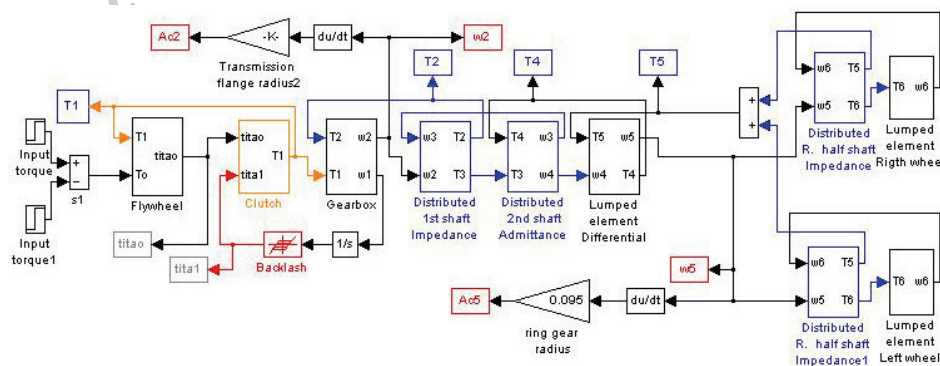 Ac2
-K-
du/dt
w2
Transmission
flange radius2
T2
T4
T5
T1
Input
torque
s1
Input
torque1
T1
titao
To
Flywheel
titao
T1
tita1
Clutch
T2
w2
T1
w1
Gearbox
w3
T2
w2
T3
Distributed
1st shaft
Impedance
T4
w3
T3
w4
Distributed
2nd shaft
Admittance
T5
w5
w4
T4
Lumped
element
Differential
w6
T5
w5
T6
Distributed
R. half shaft
Impedance
T6
w6
Lumped
element
Rigth wheel
titao
tita1
Backlash
1/s
Ac5
0.095
du/dt
w5
ring gear
radius
w6
T5
w5
T6
Distributed
R. half shaft
Impedance1
T6
w6
Lumped
element
Left wheel